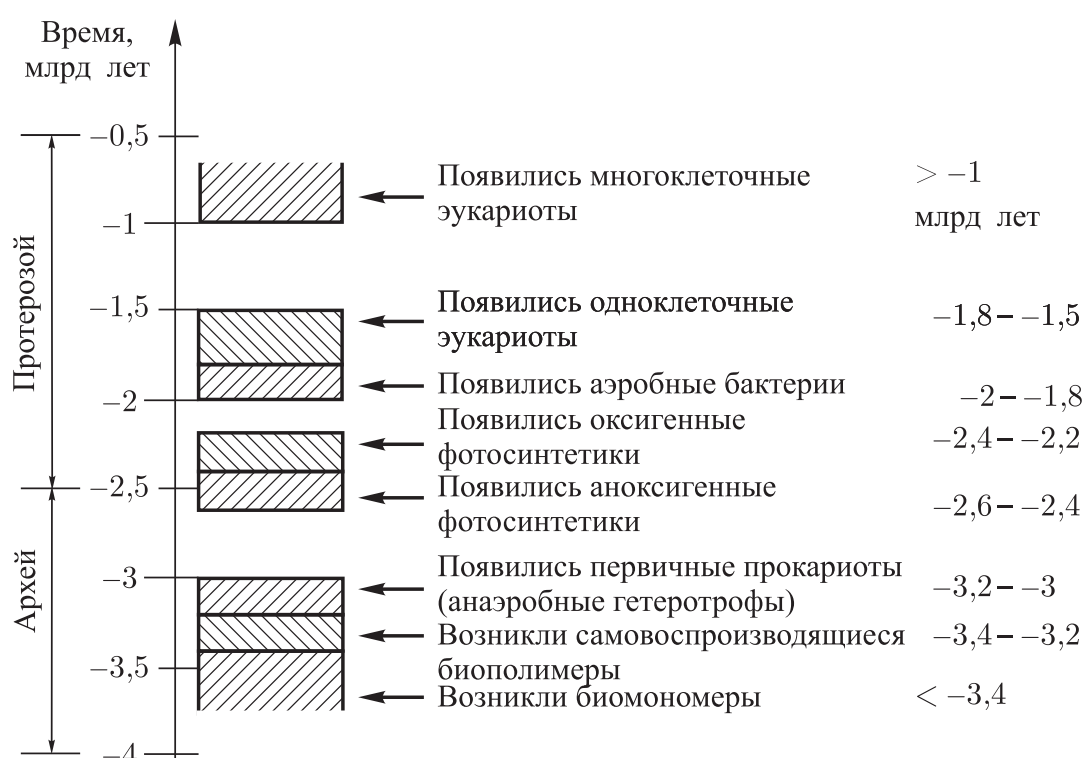 Время,
млрд лет
−0,5
Появились многоклеточные
эукариоты
> −1
млрд лет
−1
−1,5
Появились одноклеточные
эукариоты
−1,8 – −1,5
Появились аэробные бактерии
−2 – −1,8
−2
Появились оксигенные
фотосинтетики
−2,4 – −2,2
−2,5
Появились аноксигенные
фотосинтетики
−2,6 – −2,4
−3
Появились первичные прокариоты
(анаэробные гетеротрофы)
−3,2 – −3
Возникли самовоспроизводящиеся
биополимеры
−3,4 – −3,2
−3,5
Возникли биомономеры
< −3,4
−4
Протерозой
Архей